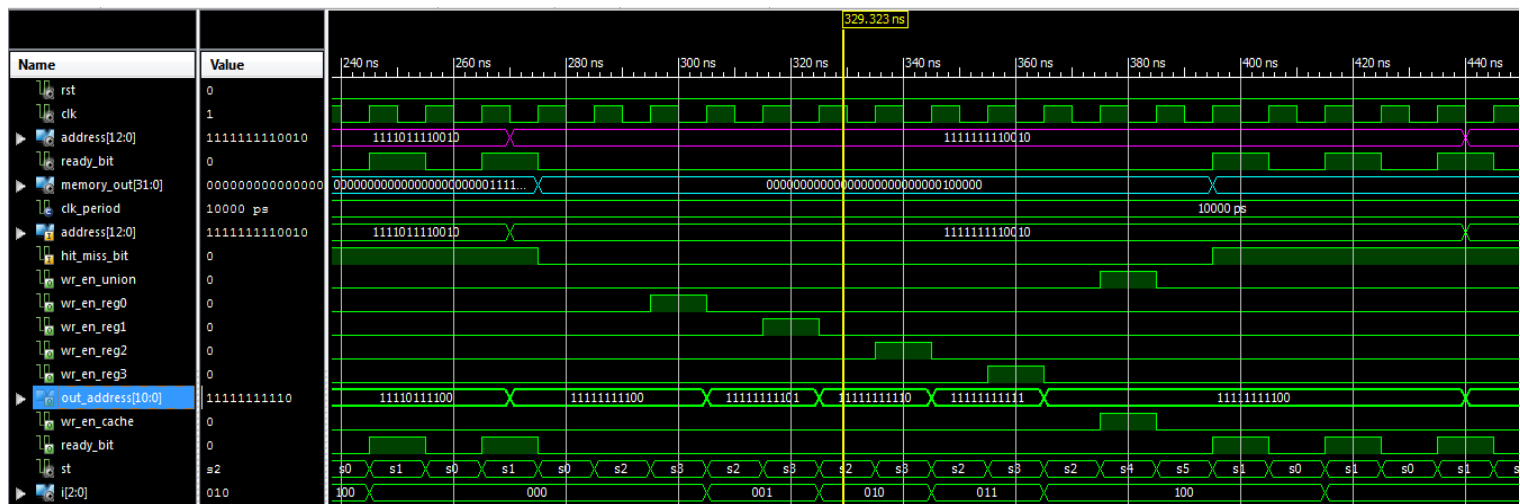 329.323 ns
Name Value
240 ns 260 ns 280 ns 300 ns 320 ns 340 ns 360 ns 380 ns 400 ns 420 ns 440 ns
rst 0
clk 1
address[12:0] 1111111110010 1111011110010 1111111110010
ready_bit 0
memory_out[31:0] 000000000000000 0000000000000000000000001111... 00000000000000000000000000100000
clk_period 10000 ps 10000 ps
address[12:0] 1111111110010 1111011110010 1111111110010
hit_miss_bit 0
wr_en_union 0
wr_en_reg0 0
wr_en_reg1 0
wr_en_reg2 0
wr_en_reg3 0
out_address[10:0] 11111111110 11110111100 11111111100 11111111101 11111111110 11111111111 11111111100
wr_en_cache 0
ready_bit 0
st s2 s0 s1 s0 s1 s0 s2 s3 s2 s3 s2 s3 s2 s3 s2 s4 s5 s1 s0 s1 s0 s1
i[2:0] 010 100 000 001 010 011 100